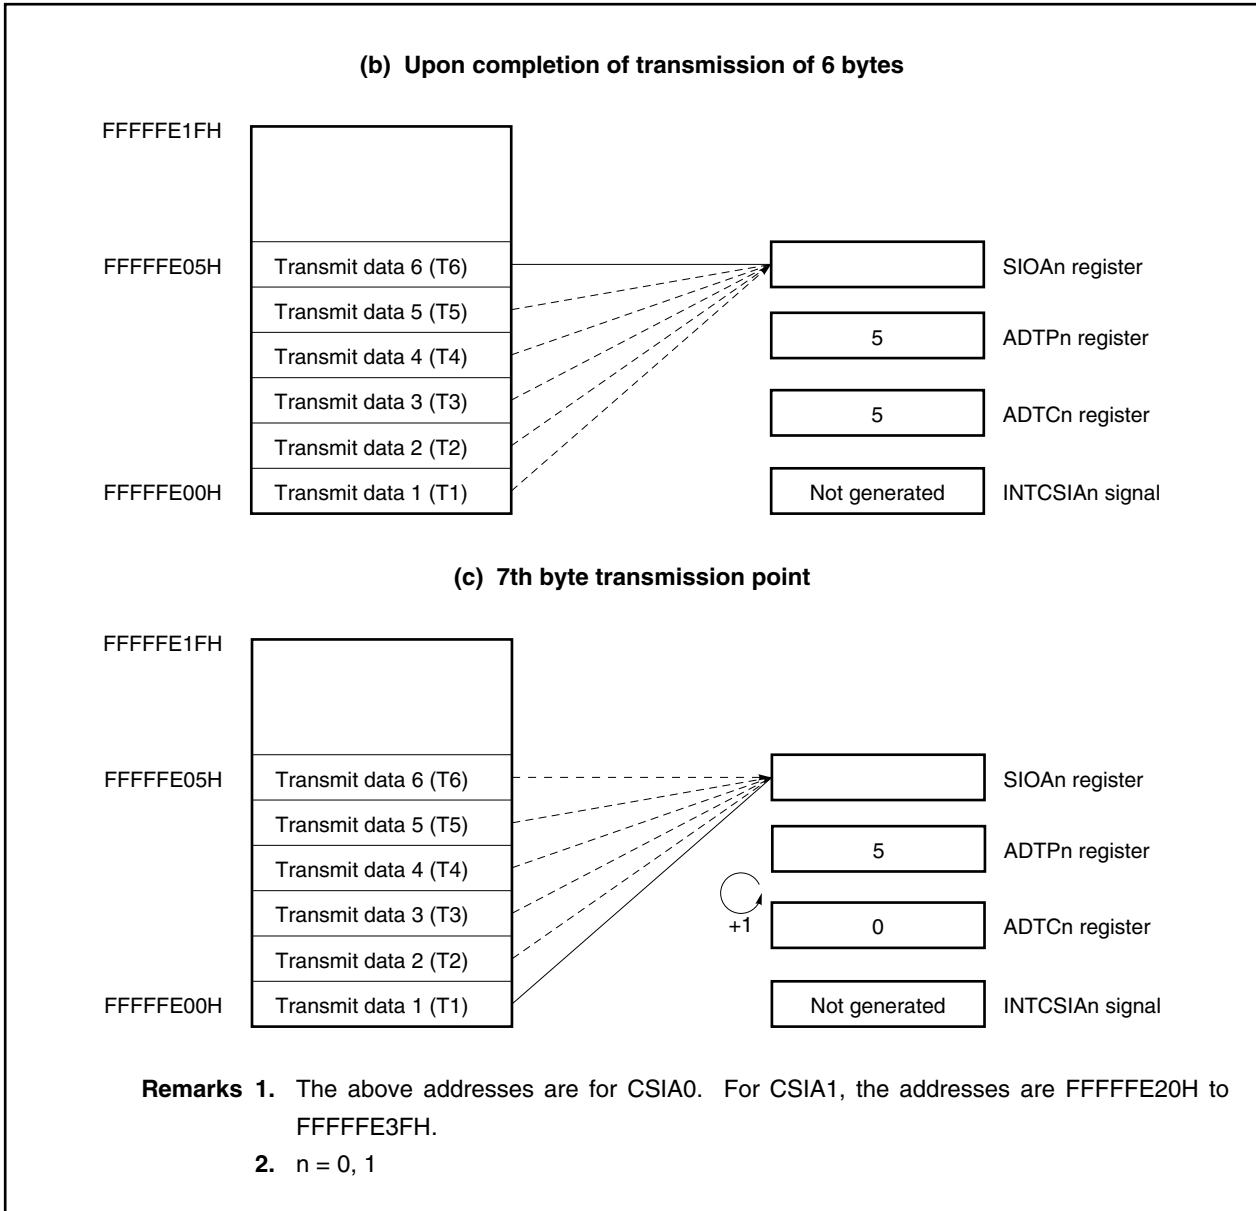 (b) Upon completion of transmission of 6 bytes
FFFFFE1FH
FFFFFE05H
Transmit data 6 (T6)
SIOAn register
Transmit data 5 (T5)
5
ADTPn register
Transmit data 4 (T4)
Transmit data 3 (T3)
5
ADTCn register
Transmit data 2 (T2)
FFFFFE00H
Transmit data 1 (T1)
Not generated
INTCSIAn signal
(c) 7th byte transmission point
FFFFFE1FH
FFFFFE05H
Transmit data 6 (T6)
SIOAn register
Transmit data 5 (T5)
5
ADTPn register
Transmit data 4 (T4)
Transmit data 3 (T3)
+1
0
ADTCn register
Transmit data 2 (T2)
FFFFFE00H
Transmit data 1 (T1)
Not generated
INTCSIAn signal
Remarks 1. The above addresses are for CSIA0. For CSIA1, the addresses are FFFFFE20H to
FFFFFE3FH.
2. n = 0, 1